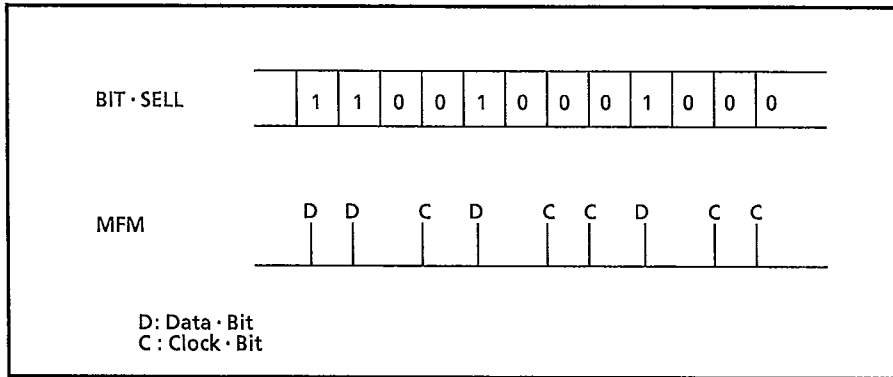 BIT · SELL 1 1 0 0 1 0 0 0 1 0 0 0
D D C D C C D C C
MFM
D: Data · Bit
C : Clock · Bit